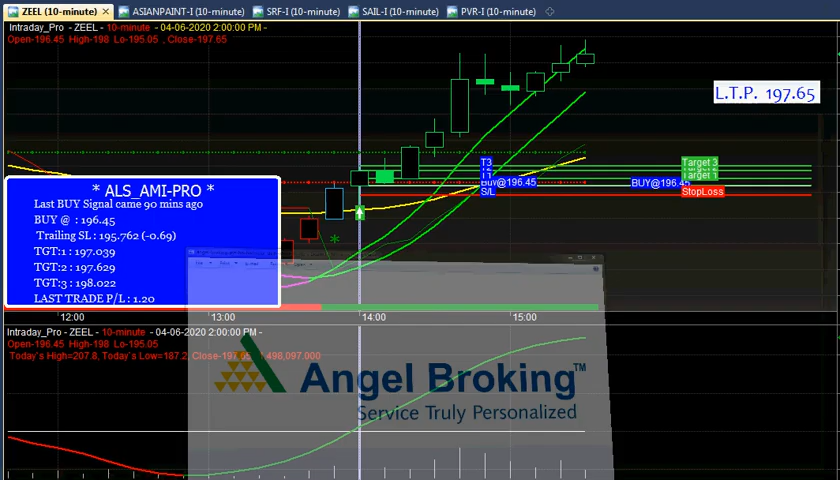 ZEEL (10-minute) ASIANPAINT-I (10-minute) SRF-I (10-minute) SAIL-I (10-minute) PVR-I (10-minute)
Intraday_Pro - ZEEL - 10-minute - 04-06-2020 2:00:00 PM -
Open-196.45 High-198 Lo-195.05 , Close-197.65
L.T.P. 197.65
T3
T1
BUY@196.45
S/L
Target 3
Target 1
BUY@196.45
StopLoss
* ALS_AMI-PRO *
Last BUY Signal came 90 mins ago
BUY @ : 196.45
Trailing SL : 195.762 (-0.69)
TGT:1 : 197.039
TGT:2 : 197.629
TGT:3 : 198.022
LAST TRADE P/L : 1.20
12:00 13:00 14:00 15:00
Intraday_Pro - ZEEL - 10-minute - 04-06-2020 2:00:00 PM -
Open-196.45 High-198 Lo-195.05
Today's High=207.8, Today's Low=187.2, Close-197.65
Angel Broking™
Service Truly Personalized